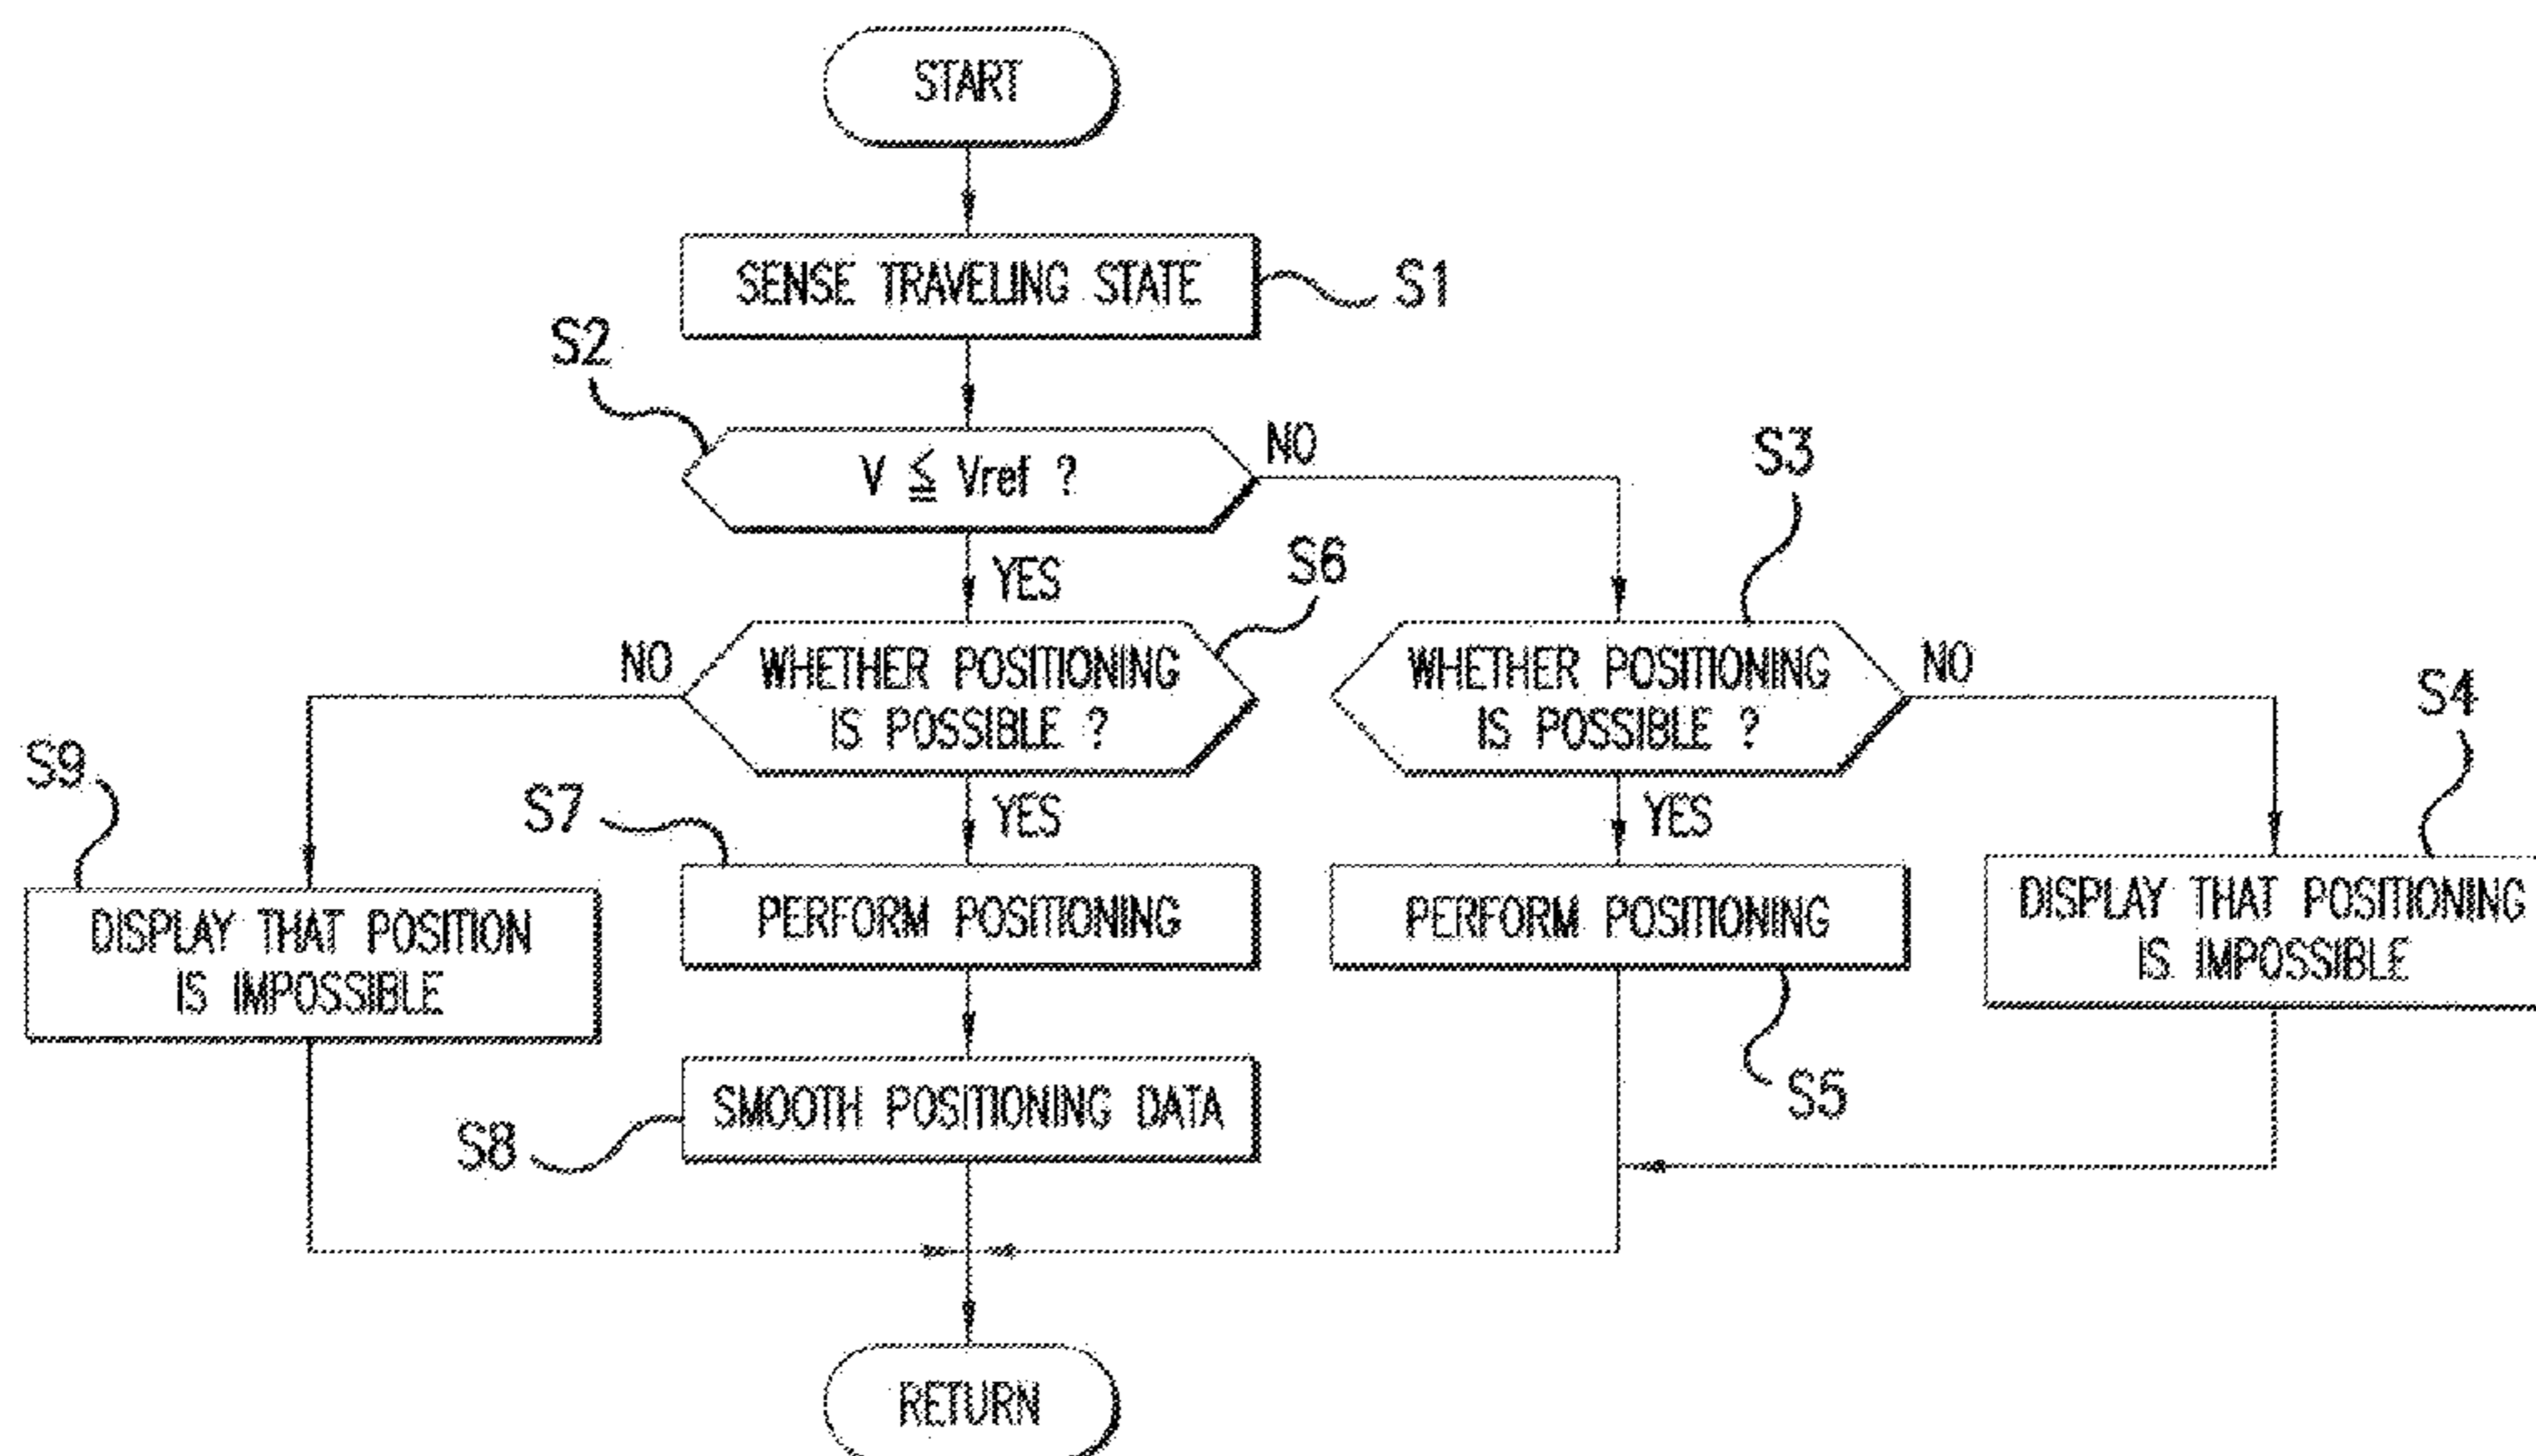 START
SENSE TRAVELING STATE
S1
S2
V ≦ Vref ?
NO
S3
YES
S6
NO
WHETHER POSITIONING
IS POSSIBLE ?
WHETHER POSITIONING
IS POSSIBLE ?
NO
S4
S9
S7
YES
YES
DISPLAY THAT POSITION
IS IMPOSSIBLE
PERFORM POSITIONING
PERFORM POSITIONING
DISPLAY THAT POSITIONING
IS IMPOSSIBLE
S8
SMOOTH POSITIONING DATA
S5
RETURN